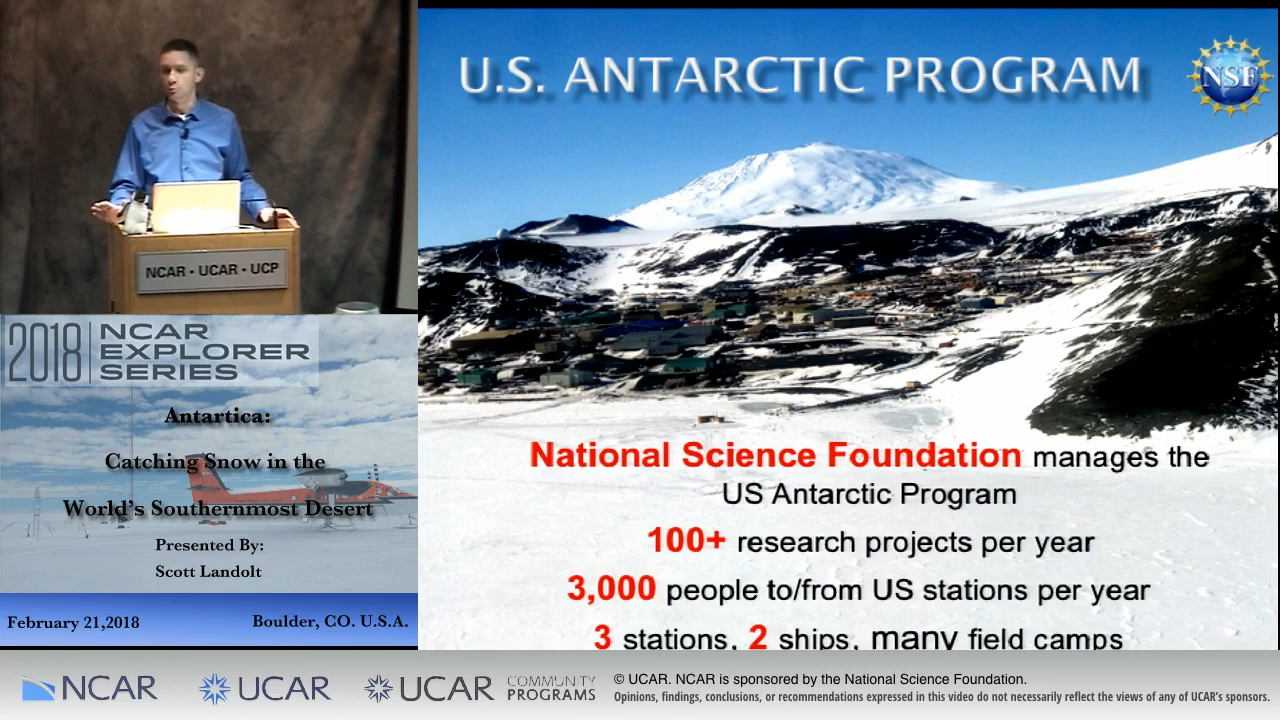 U.S. ANTARCTIC PROGRAM
NSF
NCAR • UCAR • UCP
2018 NCAR
EXPLORER
SERIES
Antartica:
Catching Snow in the
World's Southernmost Desert
Presented By:
Scott Landolt
February 21,2018 Boulder, CO. U.S.A.
National Science Foundation manages the
US Antarctic Program
100+ research projects per year
3,000 people to/from US stations per year
3 stations, 2 ships, many field camps
NCAR UCAR UCAR COMMUNITY PROGRAMS
© UCAR. NCAR is sponsored by the National Science Foundation.
Opinions, findings, conclusions, or recommendations expressed in this video do not necessarily reflect the views of any of UCAR's sponsors.